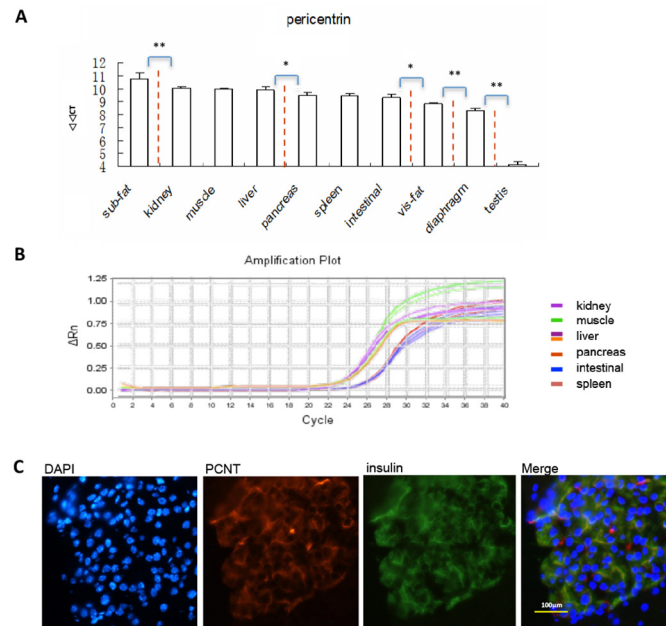 A
pericentrin
** * * ** **
11
12
11
10
9
8
7
6
5
4
sub-fat kidney muscle liver pancreas spleen intestinal vis-fat diaphragm testis
B
Amplification Plot
ΔRn
1.25
1.00
0.75
0.50
0.25
0.00
0 2 4 6 8 10 12 14 16 18 20 22 24 26 28 30 32 34 36 38 40
Cycle
kidney
muscle
liver
pancreas
intestinal
spleen
C
DAPI PCNT insulin Merge
100μm